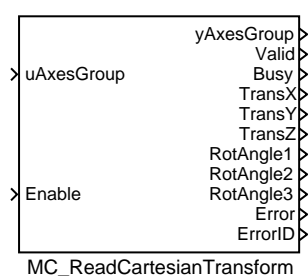 yAxesGroup
Valid
uAxesGroup
Busy
TransX
TransY
TransZ
RotAngle1
RotAngle2
Enable
RotAngle3
Error
ErrorID
MC_ReadCartesianTransform